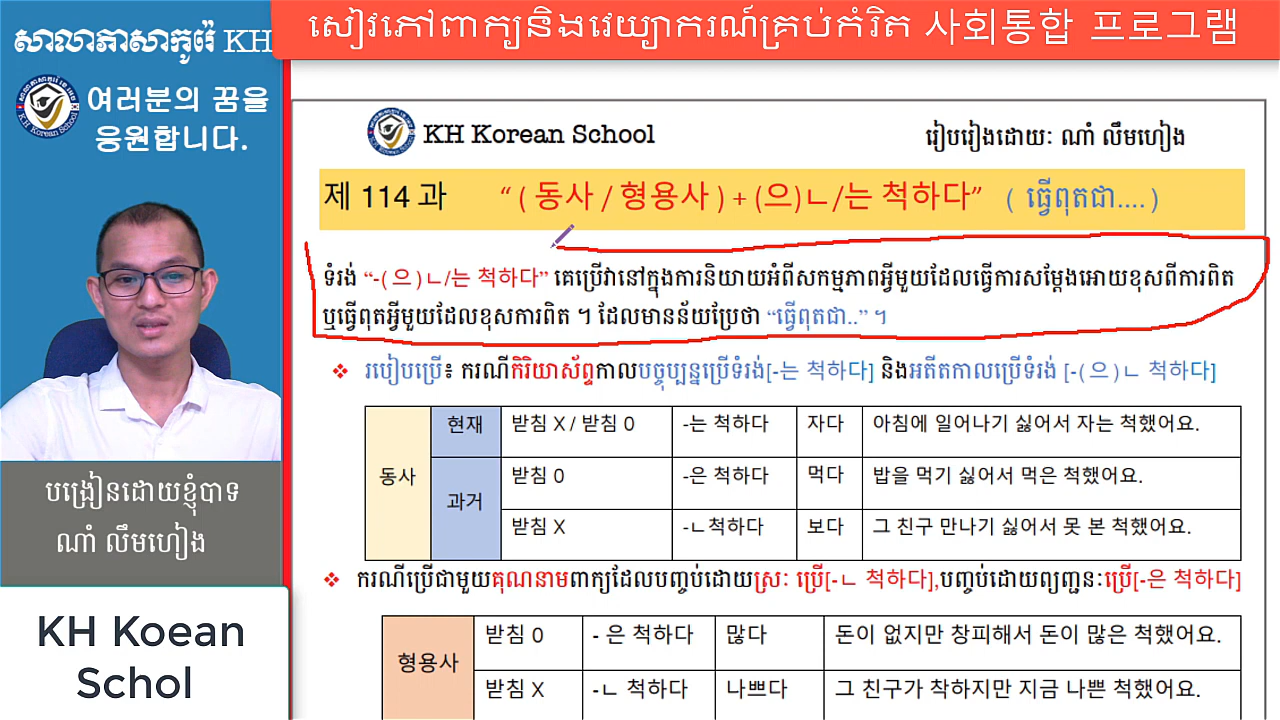 សាលាភាសាកូរ៉េ KH
សៀវភៅពាក្យនិងវេយ្យាករណ៍គ្រប់កំរិត 사회통합 프로그램
여러분의 꿈을
응원합니다.
KH Korean School
រៀបរៀងដោយ: ណាំ លឹមហៀង
제 114 과 “ ( 동사 / 형용사 ) + (으)ㄴ/는 척하다” ( ធ្វើពុតជា.... )
ទំរង់ “-( 으 ) ㄴ/는 척하다” គេប្រើវានៅក្នុងការនិយាយអំពីសកម្មភាពអ្វីមួយដែលធ្វើការសម្តែងអោយខុសពីការពិត
ឬធ្វើពុតអ្វីមួយដែលខុសការពិត ។ ដែលមានន័យប្រែថា “ធ្វើពុតជា..” ។
❖ របៀបប្រើ៖ ករណីកិរិយាស័ព្ទកាលបច្ចុប្បន្នប្រើទំរង់[-는 척하다] និងអតីតកាលប្រើទំរង់ [-( 으 ) ㄴ 척하다]
동사 현재 받침 X / 받침 0 -는 척하다 자다 아침에 일어나기 싫어서 자는 척했어요.
과거 받침 0 -은 척하다 먹다 밥을 먹기 싫어서 먹은 척했어요.
받침 X -ㄴ척하다 보다 그 친구 만나기 싫어서 못 본 척했어요.
❖ ករណីប្រើជាមួយគុណនាមពាក្យដែលបញ្ចប់ដោយស្រ: ប្រើ[-ㄴ 척하다],បញ្ចប់ដោយព្យញ្ជន:ប្រើ[-은 척하다]
형용사 받침 0 - 은 척하다 많다 돈이 없지만 창피해서 돈이 많은 척했어요.
받침 X -ㄴ 척하다 나쁘다 그 친구가 착하지만 지금 나쁜 척했어요.
បង្រៀនដោយខ្ញុំបាទ
ណាំ លឹមហៀង
KH Koean
Schol